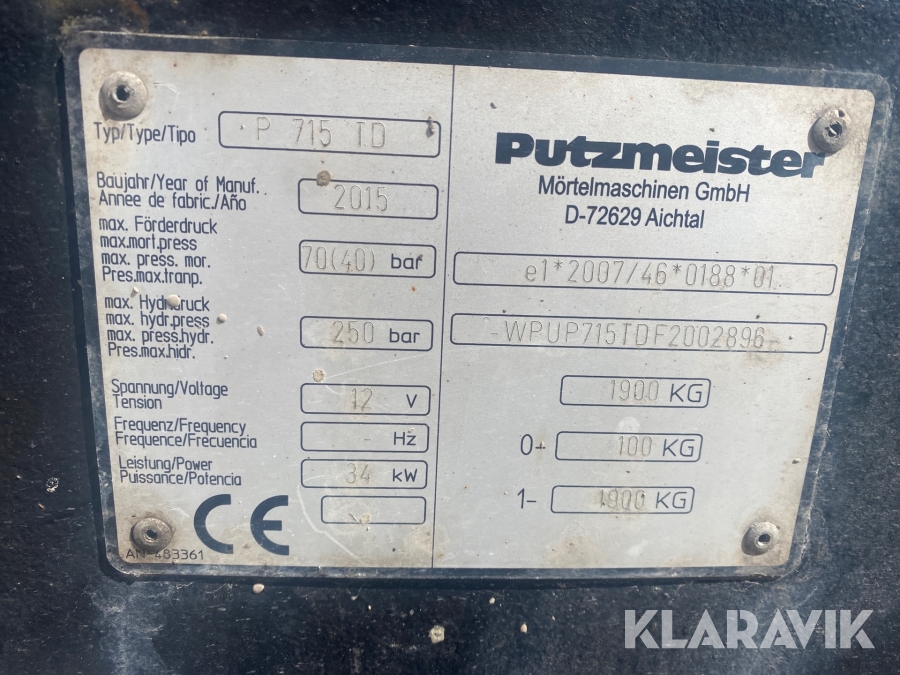 Typ/Type/Tipo P 715 TD
Baujahr/Year of Manuf.
Annee de fabric./Año 2015
max. Förderdruck
max.mort.press
max. press. mor.
Pres.max.tranp. 70(40) bar
max. Hydrdruck
max. hydr.press
max. press.hydr.
Pres.max.hidr. 250 bar
Spannung/Voltage
Tension 12 V
Frequenz/Frequency
Frequence/Frecuencia - Hz
Leistung/Power
Puissance/Potencia 34 kW
CE
AN-483361
Putzmeister
Mörtelmaschinen GmbH
D-72629 Aichtal
e1*2007/46*0188*01
-WPUP715TDF2002896-
1900 KG
0- 100 KG
1- 1900 KG
KLARAVIK